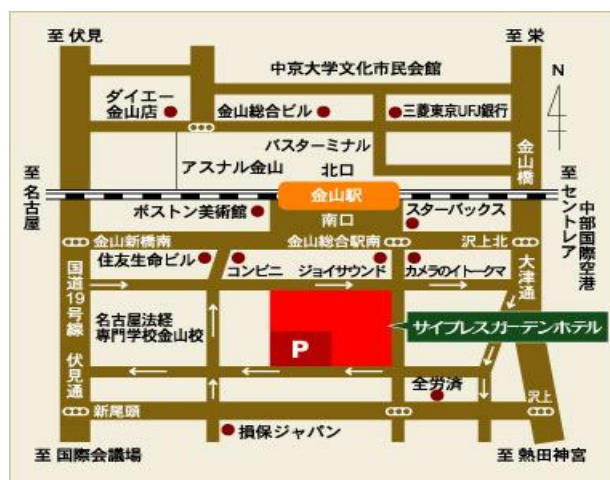 至 伏見
至 栄
中京大学文化市民会館
N
ダイエー
金山店
金山総合ビル
三菱東京UFJ銀行
バスターミナル
金山橋
アスナル金山
北口
至 名古屋
金山駅
至 セントレア
中部国際空港
ボストン美術館
南口
スターバックス
金山新橋南
金山総合駅南
沢上北
住友生命ビル
コンビニ
ジョイサウンド
カメラのイトークマ
国道19号線
大津通
名古屋法経
専門学校金山校
サイプレスガーデンホテル
P
伏見通
全労済
新尾頭
沢上
損保ジャパン
至 国際会議場
至 熱田神宮